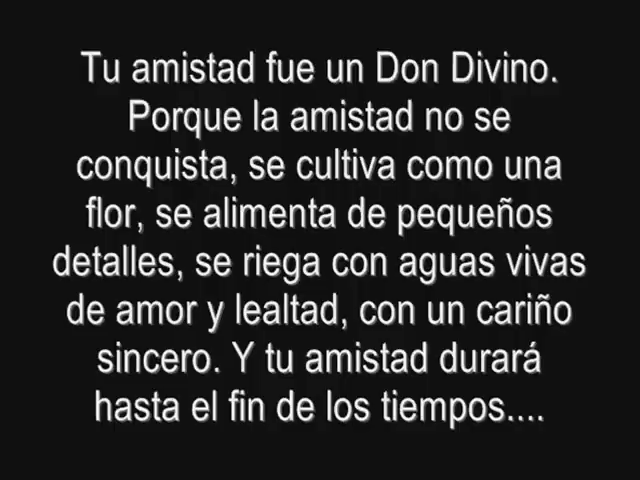 Tu amistad fue un Don Divino.
Porque la amistad no se
conquista, se cultiva como una
flor, se alimenta de pequeños
detalles, se riega con aguas vivas
de amor y lealtad, con un cariño
sincero. Y tu amistad durará
hasta el fin de los tiempos....